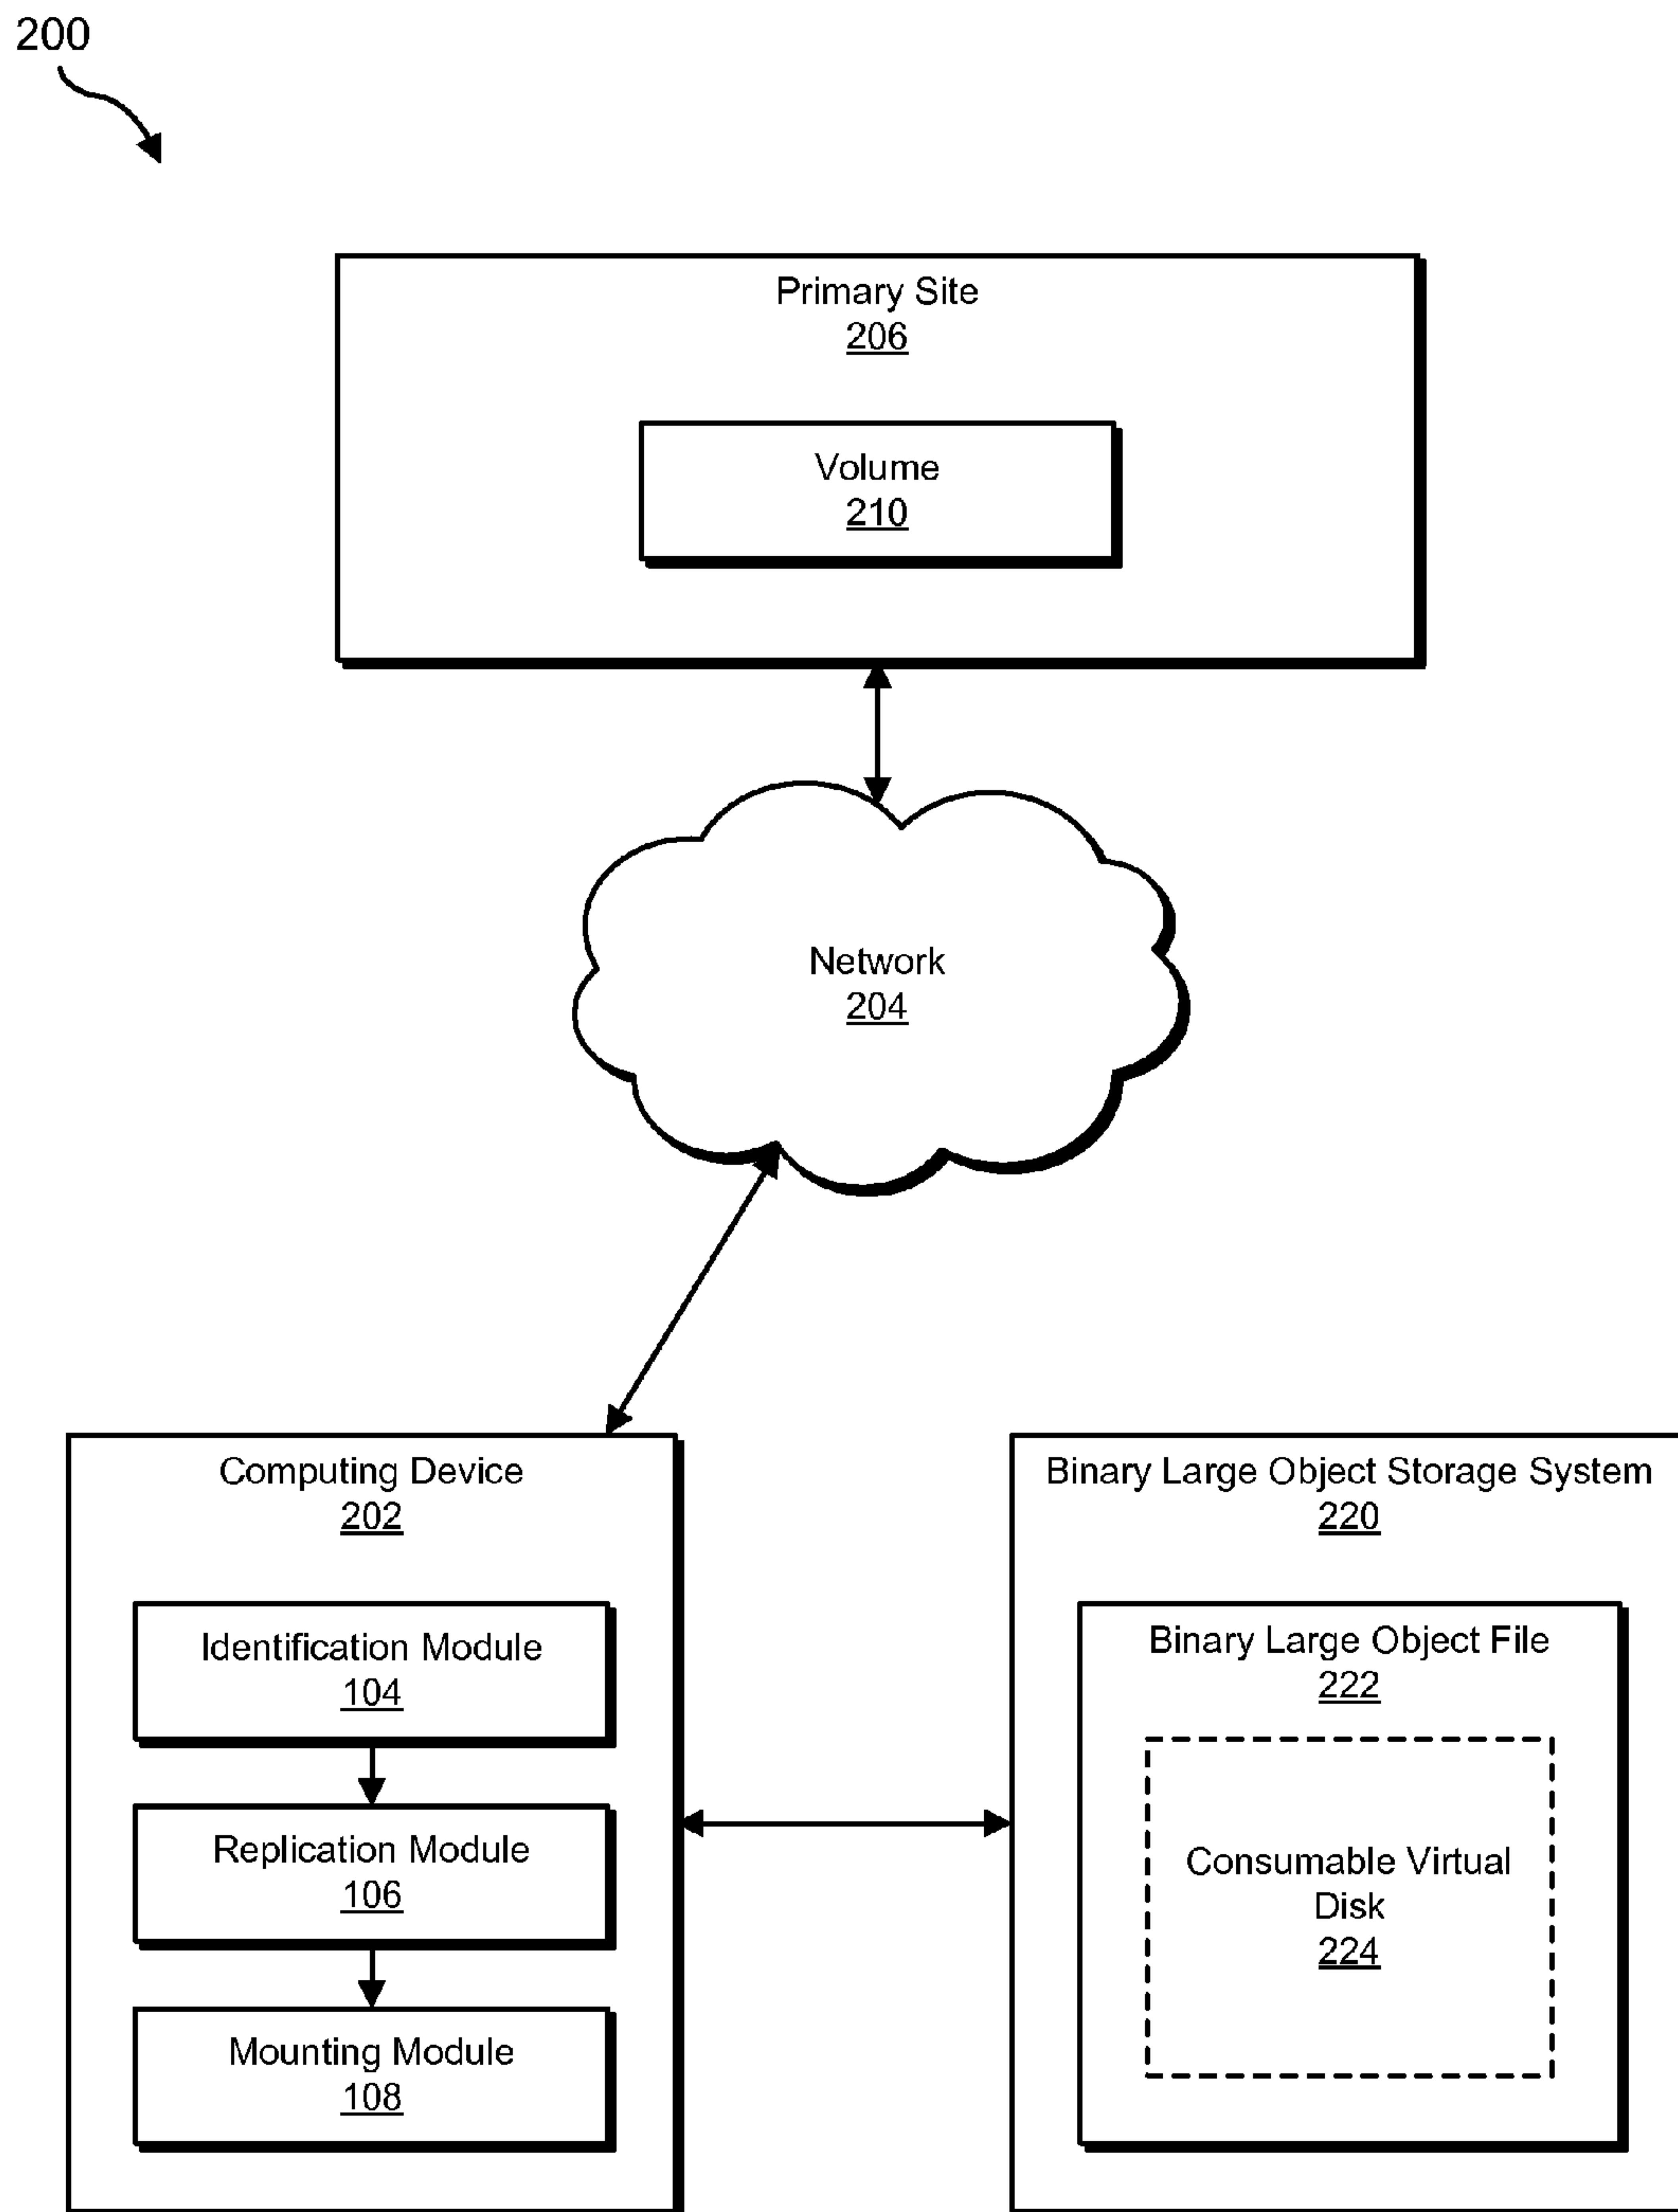 200
Primary Site
206
Volume
210
Network
204
Computing Device
202
Identification Module
104
Replication Module
106
Mounting Module
108
Binary Large Object Storage System
220
Binary Large Object File
222
Consumable Virtual
Disk
224